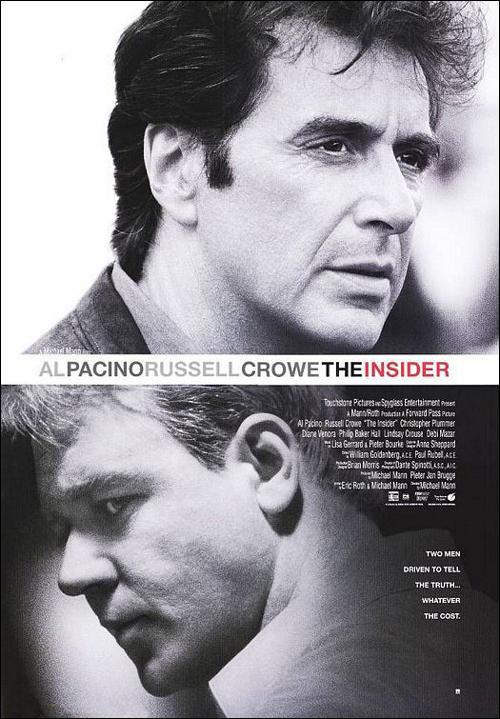 A Michael Mann
AL PACINO RUSSELL CROWE THE INSIDER
Touchstone Pictures and Spyglass Entertainment Present
A Mann/Roth Production A Forward Pass Picture
Al Pacino Russell Crowe "The Insider" Christopher Plummer
Diane Venora Philip Baker Hall Lindsay Crouse Debi Mazar
Lisa Gerrard & Pieter Bourke Anna Sheppard
William Goldenberg, A.C.E. Paul Rubell, A.C.E.
Brian Morris Dante Spinotti, A.S.C., A.I.C.
Michael Mann Pieter Jan Brugge
Eric Roth & Michael Mann Michael Mann
TWO MEN
DRIVEN TO TELL
THE TRUTH...
WHATEVER
THE COST.